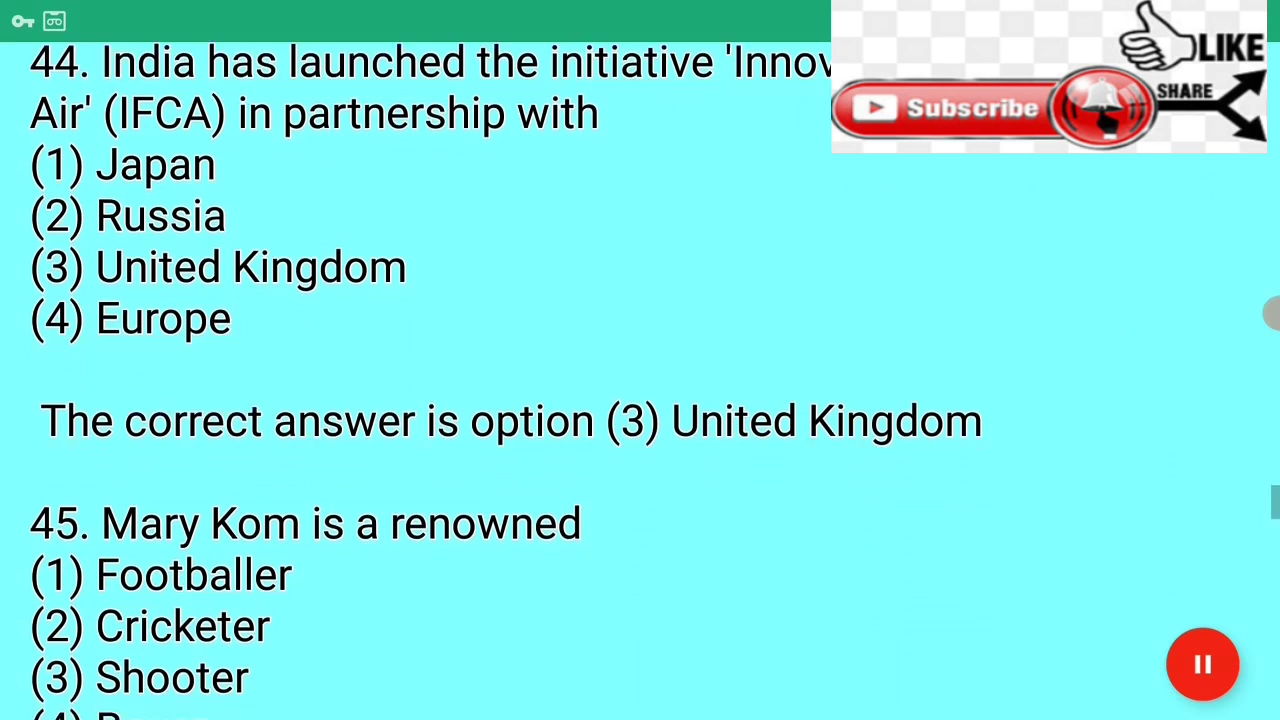 44. India has launched the initiative 'Innov
Air' (IFCA) in partnership with
(1) Japan
(2) Russia
(3) United Kingdom
(4) Europe
The correct answer is option (3) United Kingdom
45. Mary Kom is a renowned
(1) Footballer
(2) Cricketer
(3) Shooter
LIKE
Subscribe
SHARE